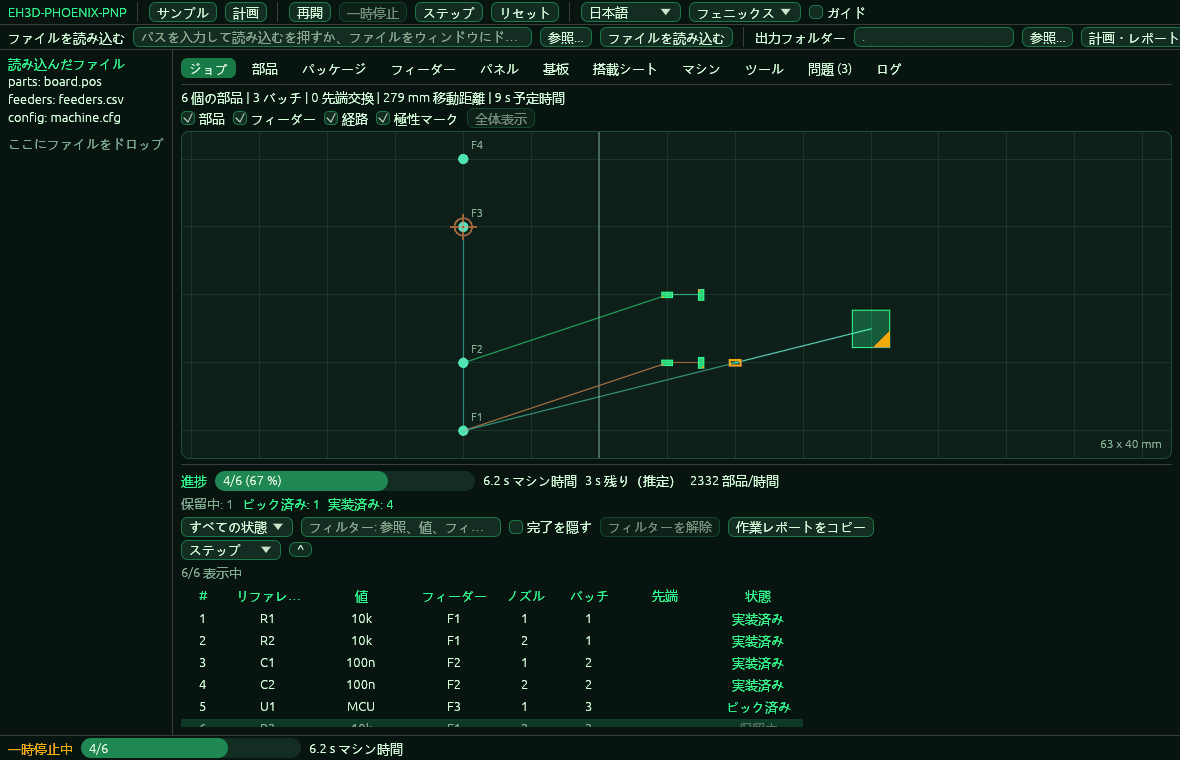 EH3D-PHOENIX-PNP サンプル 計画 再開 一時停止 ステップ リセット 日本語 フェニックス ガイド
ファイルを読み込む パスを入力して読み込むを押すか、ファイルをウィンドウにド... 参照... ファイルを読み込む 出力フォルダー . 参照... 計画・レポート
読み込んだファイル
parts: board.pos
feeders: feeders.csv
config: machine.cfg
ここにファイルをドロップ
ジョブ 部品 パッケージ フィーダー パネル 基板 搭載シート マシン ツール 問題 (3) ログ
6 個の部品 | 3 バッチ | 0 先端交換 | 279 mm 移動距離 | 9 s 予定時間
部品 フィーダー 経路 極性マーク 全体表示
F4
F3
F2
F1
63 x 40 mm
進捗 4/6 (67 %) 6.2 s マシン時間 3 s 残り（推定） 2332 部品/時間
保留中: 1 ピック済み: 1 実装済み: 4
すべての状態 フィルター: 参照、値、フィ... 完了を隠す フィルターを解除 作業レポートをコピー
ステップ ^
6/6 表示中
# リファレ... 値 フィーダー ノズル バッチ 先端 状態
1 R1 10k F1 1 1 実装済み
2 R2 10k F1 2 1 実装済み
3 C1 100n F2 1 2 実装済み
4 C2 100n F2 2 2 実装済み
5 U1 MCU F3 1 3 ピック済み
一時停止中 4/6 6.2 s マシン時間